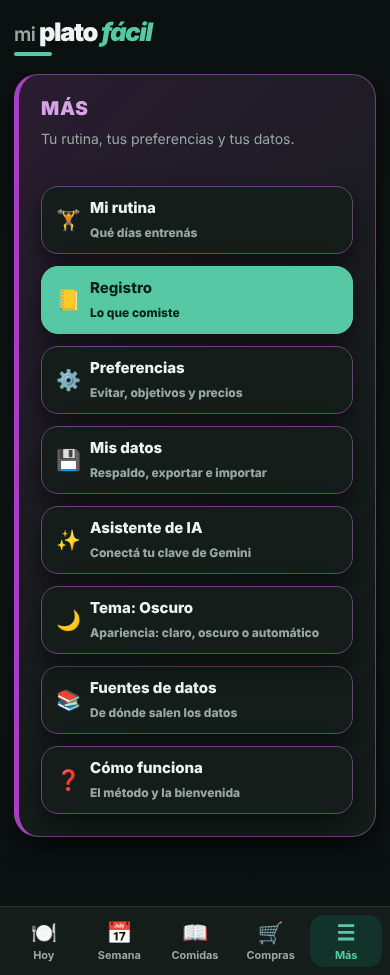 mi plato fácil
MÁS
Tu rutina, tus preferencias y tus datos.
Mi rutina
Qué días entrenás
Registro
Lo que comiste
Preferencias
Evitar, objetivos y precios
Mis datos
Respaldo, exportar e importar
Asistente de IA
Conectá tu clave de Gemini
Tema: Oscuro
Apariencia: claro, oscuro o automático
Fuentes de datos
De dónde salen los datos
Cómo funciona
El método y la bienvenida
Hoy
Semana
Comidas
Compras
Más